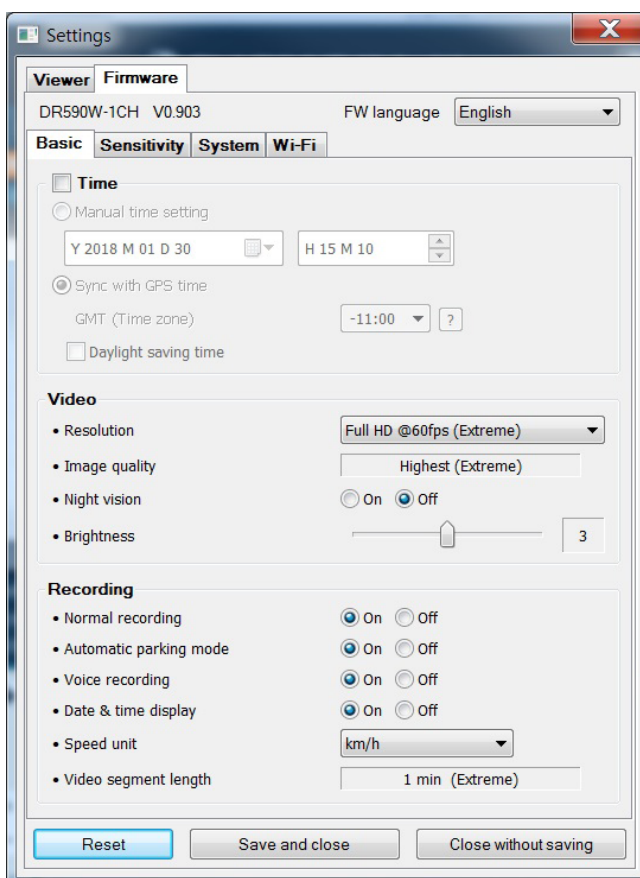 Settings
Viewer Firmware
DR590W-1CH V0.903 FW language English
Basic Sensitivity System Wi-Fi
Time
Manual time setting
Y 2018 M 01 D 30 H 15 M 10
Sync with GPS time
GMT (Time zone) -11:00 ?
Daylight saving time
Video
• Resolution Full HD @60fps (Extreme)
• Image quality Highest (Extreme)
• Night vision On Off
• Brightness 3
Recording
• Normal recording On Off
• Automatic parking mode On Off
• Voice recording On Off
• Date & time display On Off
• Speed unit km/h
• Video segment length 1 min (Extreme)
Reset Save and close Close without saving